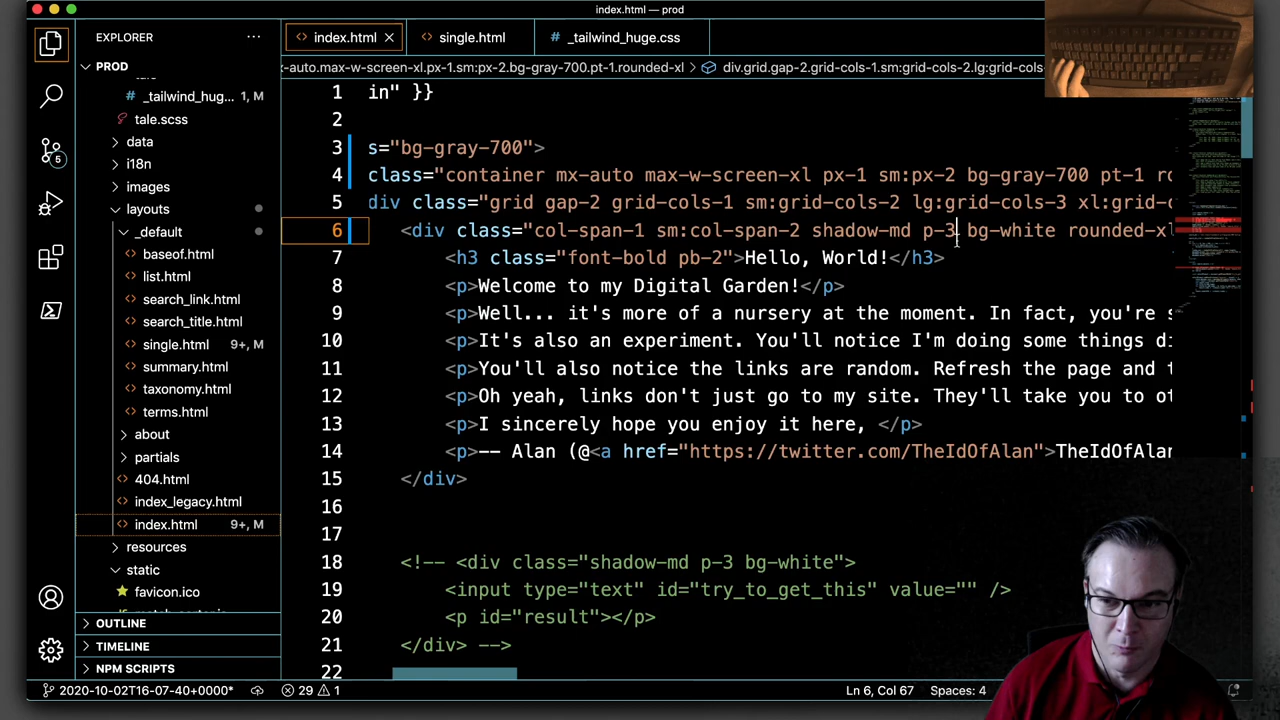 index.html — prod
EXPLORER
index.html
single.html
_tailwind_huge.css
PROD
-auto.max-w-screen-xl.px-1.sm:px-2.bg-gray-700.pt-1.rounded-xl
div.grid.gap-2.grid-cols-1.sm:grid-cols-2.lg:grid-cols-
_tailwind_hug... 1, M
tale.scss
data
i18n
images
layouts
_default
baseof.html
list.html
search_link.html
search_title.html
single.html 9+, M
summary.html
taxonomy.html
terms.html
about
partials
404.html
index_legacy.html
index.html 9+, M
resources
static
favicon.ico
OUTLINE
TIMELINE
NPM SCRIPTS
1 in" }}
2
3 s="bg-gray-700">
4 class="container mx-auto max-w-screen-xl px-1 sm:px-2 bg-gray-700 pt-1 ro
5 div class="grid gap-2 grid-cols-1 sm:grid-cols-2 lg:grid-cols-3 xl:grid-c
6 <div class="col-span-1 sm:col-span-2 shadow-md p-3 bg-white rounded-xl
7 <h3 class="font-bold pb-2">Hello, World!</h3>
8 <p>Welcome to my Digital Garden!</p>
9 <p>Well... it's more of a nursery at the moment. In fact, you're s
10 <p>It's also an experiment. You'll notice I'm doing some things di
11 <p>You'll also notice the links are random. Refresh the page and t
12 <p>Oh yeah, links don't just go to my site. They'll take you to ot
13 <p>I sincerely hope you enjoy it here, </p>
14 <p>-- Alan (@<a href="https://twitter.com/TheIdOfAlan">TheIdOfAlan
15 </div>
16
17
18 <!-- <div class="shadow-md p-3 bg-white">
19 <input type="text" id="try_to_get_this" value="" />
20 <p id="result"></p>
21 </div> -->
22
5
2020-10-02T16-07-40+0000* 29 1
Ln 6, Col 67 Spaces: 4